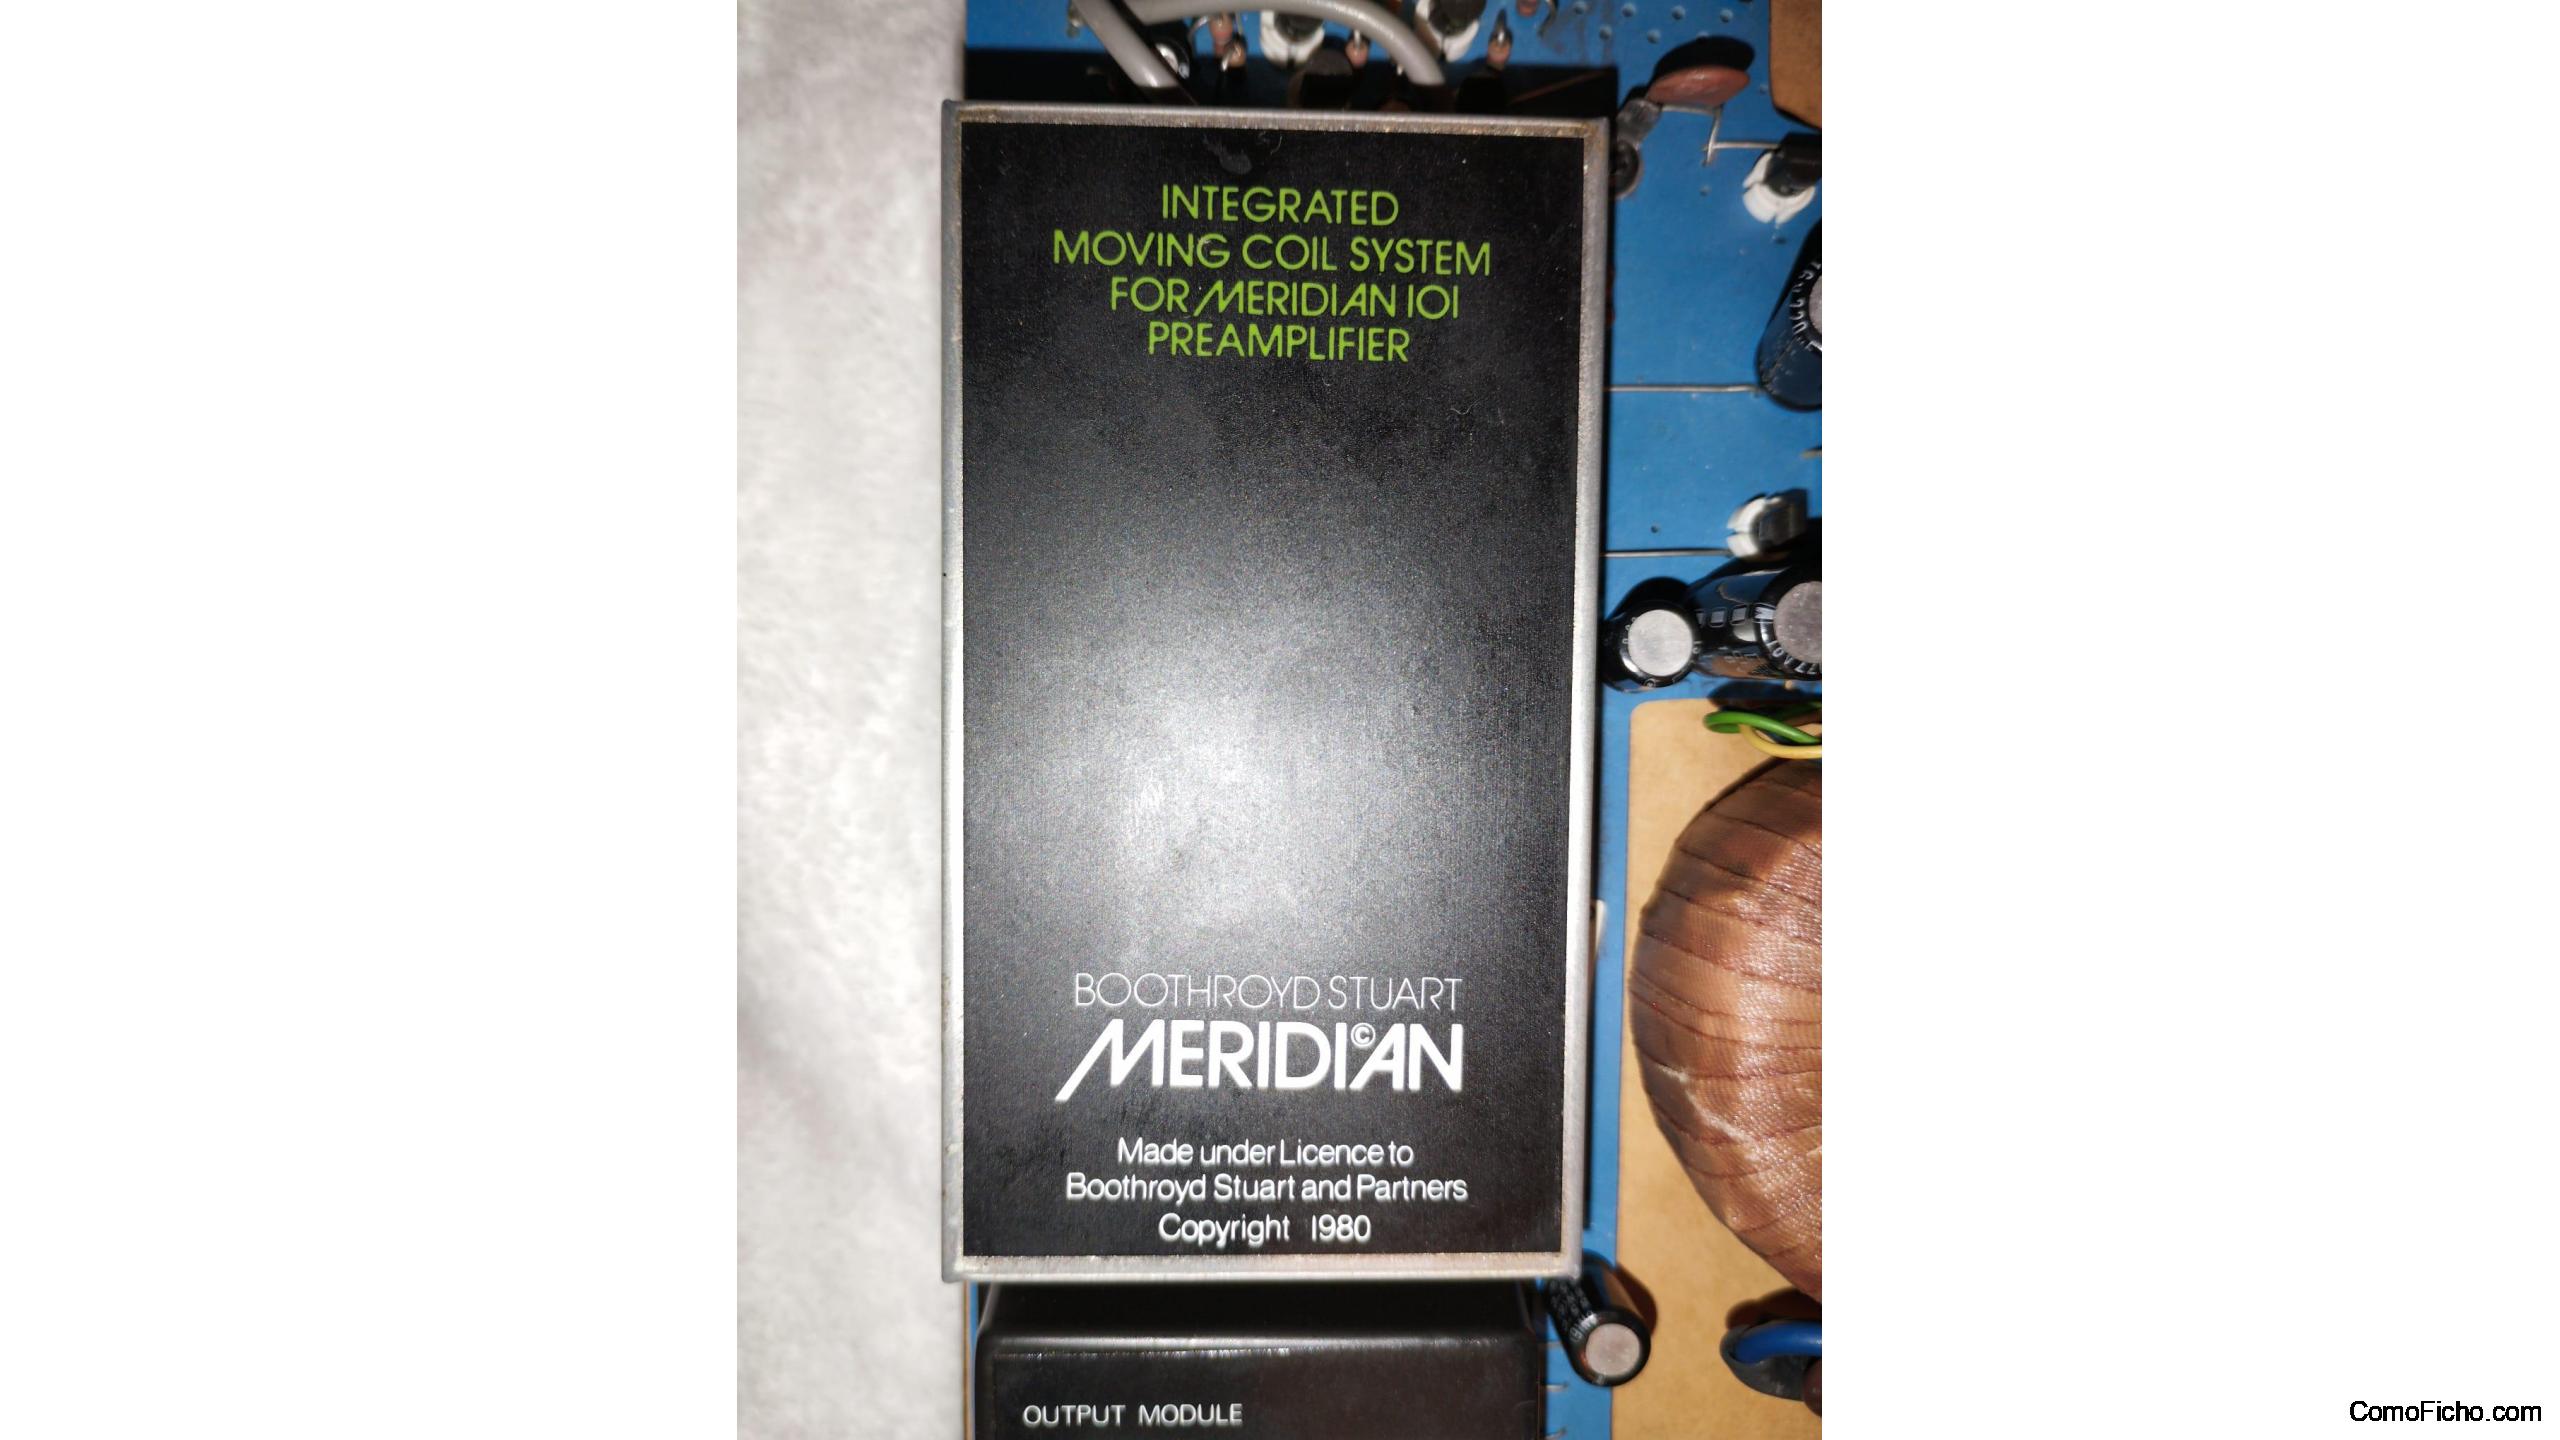 INTEGRATED
MOVING COIL SYSTEM
FOR MERIDIAN 101
PREAMPLIFIER
BOOTHROYD STUART
MERIDIAN ©
Made under Licence to
Boothroyd Stuart and Partners
Copyright 1980
OUTPUT MODULE
ComoFicho.com